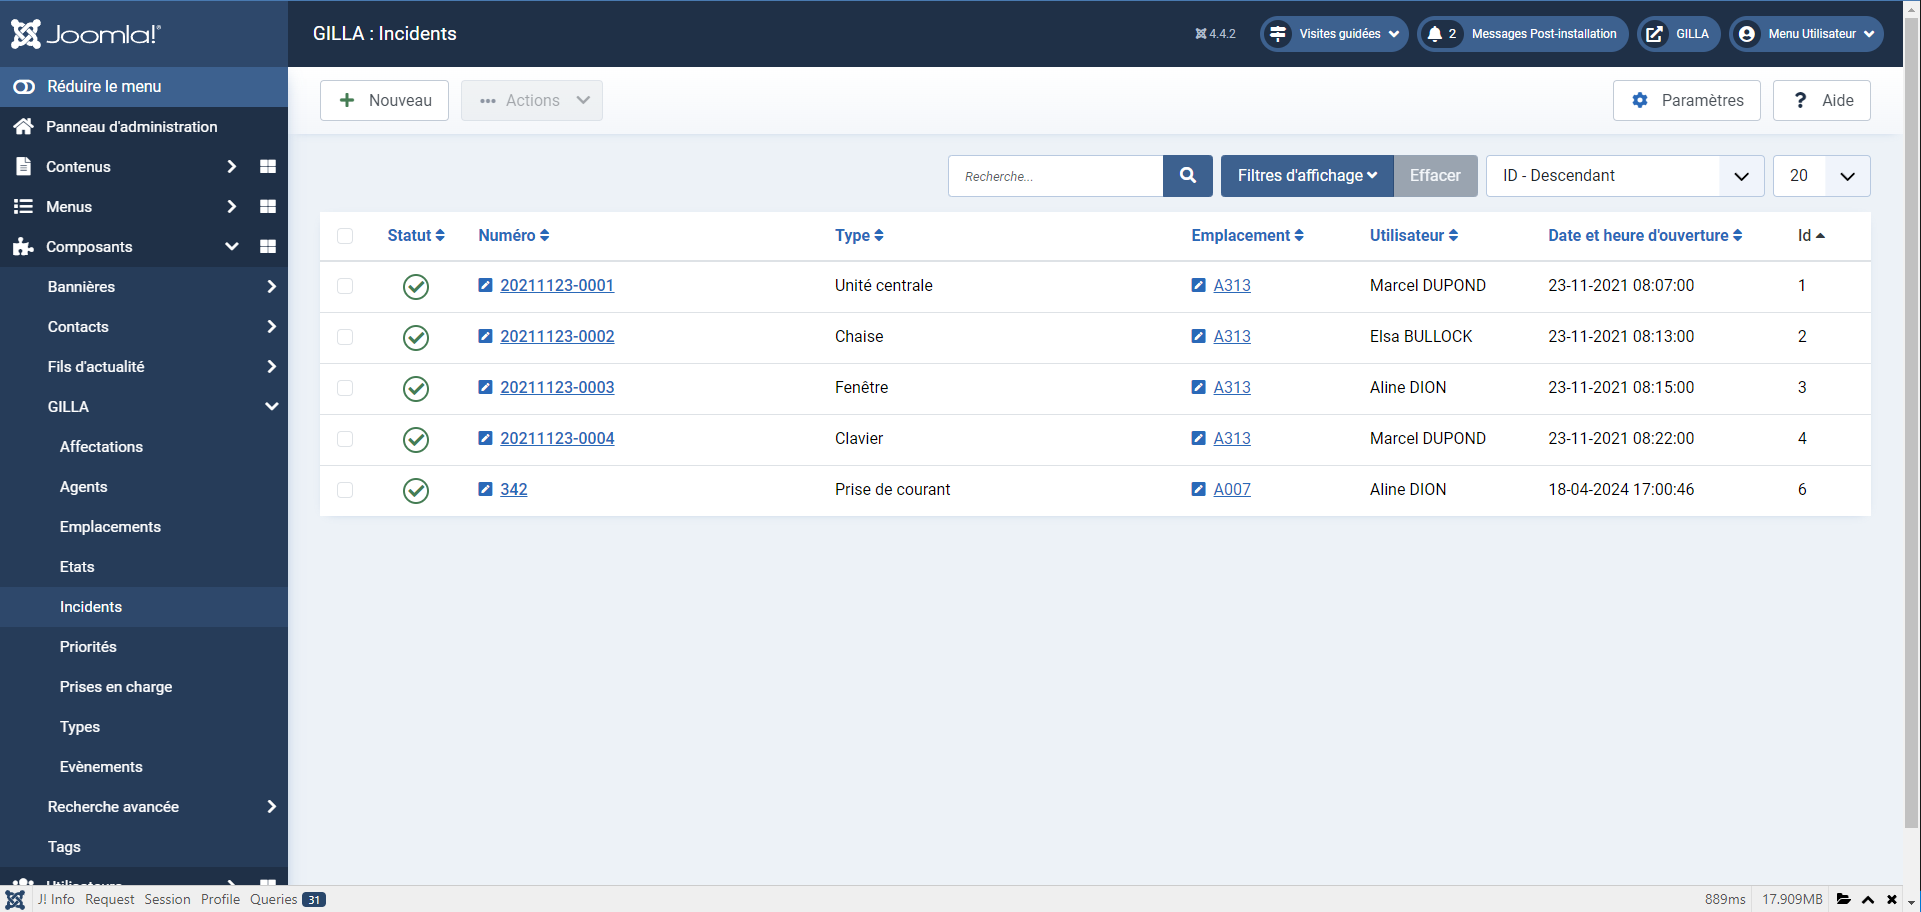 Joomla!®
GILLA : Incidents
4.4.2
Visites guidées
2 Messages Post-installation
GILLA
Menu Utilisateur
Réduire le menu
Panneau d'administration
Contenus
Menus
Composants
Bannières
Contacts
Fils d'actualité
GILLA
Affectations
Agents
Emplacements
Etats
Incidents
Priorités
Prises en charge
Types
Evènements
Recherche avancée
Tags
Nouveau
Actions
Paramètres
? Aide
Recherche...
Filtres d'affichage
Effacer
ID - Descendant
20
Statut Numéro Type Emplacement Utilisateur Date et heure d'ouverture Id
20211123-0001 Unité centrale A313 Marcel DUPOND 23-11-2021 08:07:00 1
20211123-0002 Chaise A313 Elsa BULLOCK 23-11-2021 08:13:00 2
20211123-0003 Fenêtre A313 Aline DION 23-11-2021 08:15:00 3
20211123-0004 Clavier A313 Marcel DUPOND 23-11-2021 08:22:00 4
342 Prise de courant A007 Aline DION 18-04-2024 17:00:46 6
J! Info Request Session Profile Queries 31
889ms 17.909MB